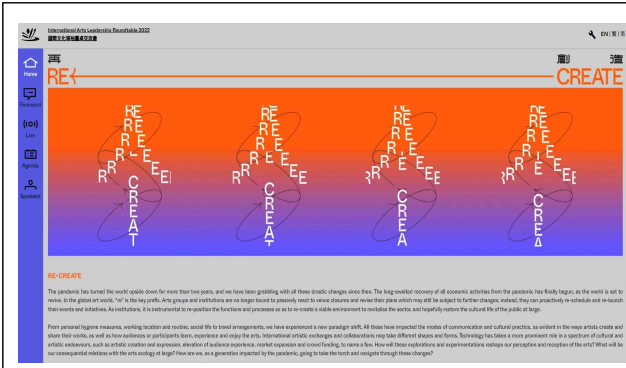 International Arts Leadership Roundtable 2022
國際文化領袖圓桌交流會
EN | 繁 | 简
Home
Foreword
Live
Agenda
Speakers
再 創 造
RE CREATE
RE-CREATE
The pandemic has turned the world upside down for more than two years, and we have been grabbling with all these drastic changes since then. The long-awaited recovery of all economic activities from the pandemic has finally begun, as the world is set to
revive. In the global art world, "re" is the key prefix. Arts groups and institutions are no longer bound to passively react to venue closures and revise their plans which may still be subject to further changes; instead, they can proactively re-schedule and re-launch
their events and initiatives. As institutions, it is instrumental to re-position the functions and processes so as to re-create a viable environment to revitalise the sector, and hopefully restore the cultural life of the public at large.
From personal hygiene measures, working location and routine, social life to travel arrangements, we have experienced a new paradigm shift. All these have impacted the modes of communication and cultural practice, as evident in the ways artists create and
share their works, as well as how audiences or participants learn, experience and enjoy the arts. International artistic exchanges and collaborations may take different shapes and forms. Technology has taken a more prominent role in a spectrum of cultural and
artistic endeavours, such as artistic creation and expression, elevation of audience experience, market expansion and crowd funding, to name a few. How will these explorations and experimentations reshape our perception and reception of the arts? What will be
our consequential relations with the arts ecology at large? How are we, as a generation impacted by the pandemic, going to take the torch and navigate through these changes?